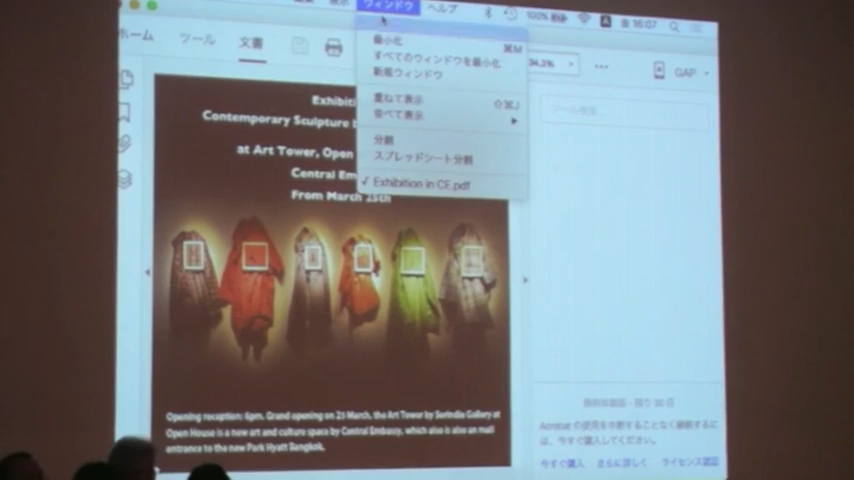 ウィンドウ ヘルプ
100% 金 16:07
ホーム ツール 文書
最小化 ⌘M
すべてのウィンドウを最小化
新規ウィンドウ
重ねて表示 ⇧⌘J
並べて表示
分割
スプレッドシート分割
✓ Exhibition in CE.pdf
GAP
Contemporary Sculpture
at Art Tower, Open
Central Em
From March 25th
Opening reception: 6pm. Grand opening on 25 March, the Art Tower by Serindia Gallery at
Open House is a new art and culture space by Central Embassy, which also is also an mall
entrance to the new Park Hyatt Bangkok.
Acrobat の使用を中断することなく継続するに
は、今すぐ購入してください。
今すぐ購入 さらに詳しく ライセンス認証